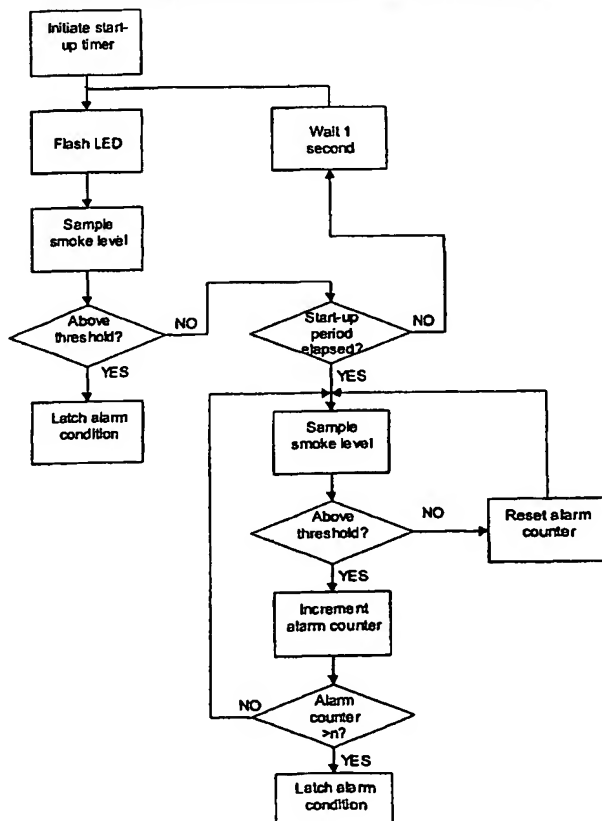 Initiate start-
up timer
Flash LED
Wait 1
second
Sample
smoke level
Above
threshold?
NO
Start-up
period
elapsed?
NO
YES
YES
Latch alarm
condition
Sample
smoke level
Above
threshold?
NO
Reset alarm
counter
YES
Increment
alarm counter
NO
Alarm
counter
>n?
YES
Latch alarm
condition